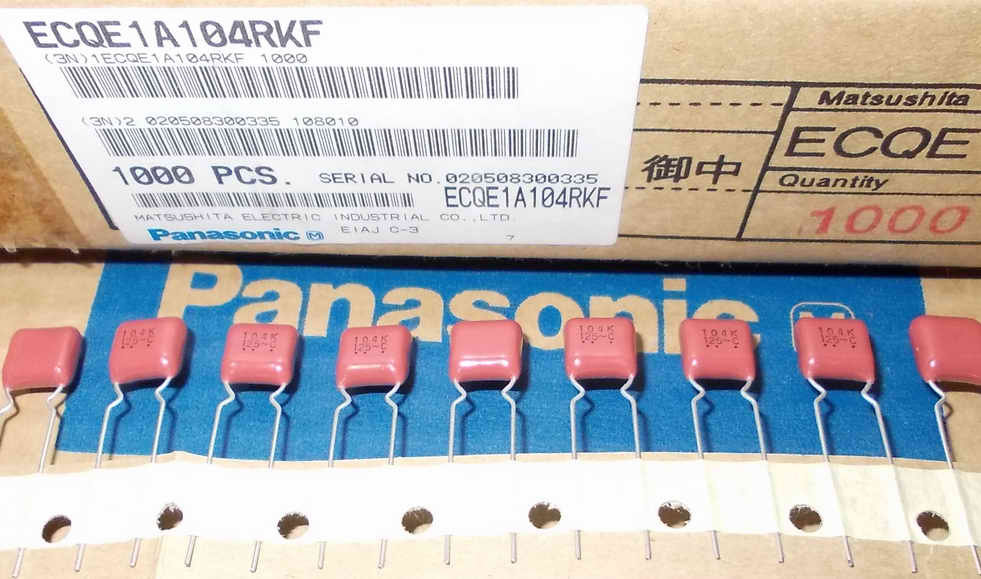 ECQE1A104RKF
(3N)1ECQE1A104RKF 1000
(3N)2 020508300335 108010
1000 PCS. SERIAL NO.020508300335
ECQE1A104RKF
MATSUSHITA ELECTRIC INDUSTRIAL CO.,LTD.
Panasonic M EIAJ C-3 7
御中
Matsushita
ECQE
Quantity
1000
Panasonic
104K
125~C
104K
125~C
104K
125~C
104K
125~C
104K
125~C
104K
125~C